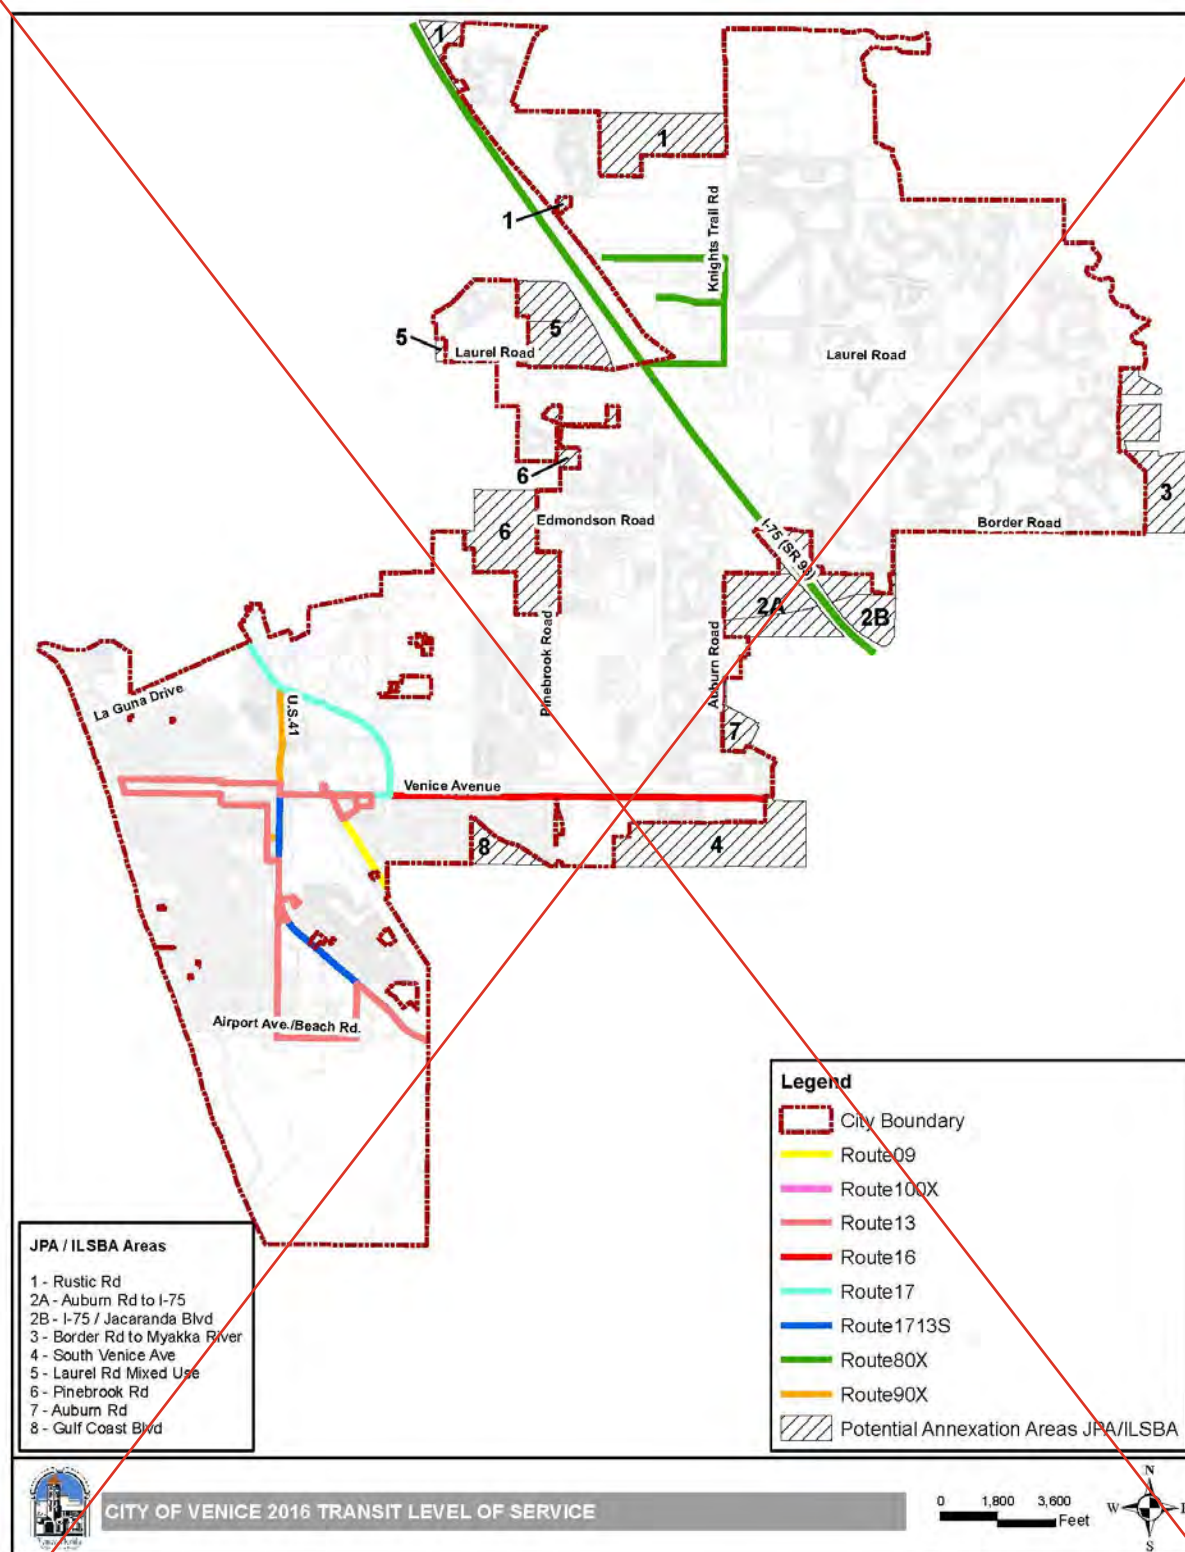 1
1
1
Knights Trail Rd
5
5
Laurel Road
Laurel Road
6
6
Edmondson Road
3
Border Road
I-75 (SR 93)
2A
2B
Pinebrook Road
Auburn Road
La Guna Drive
U.S.41
7
Venice Avenue
8
4
Airport Ave./Beach Rd.
Legend
City Boundary
Route09
Route100X
Route13
Route16
Route17
Route1713S
Route80X
Route90X
Potential Annexation Areas JPA/ILSBA
JPA / ILSBA Areas
1 - Rustic Rd
2A - Auburn Rd to I-75
2B - I-75 / Jacaranda Blvd
3 - Border Rd to Myakka River
4 - South Venice Ave
5 - Laurel Rd Mixed Use
6 - Pinebrook Rd
7 - Auburn Rd
8 - Gulf Coast Blvd
CITY OF VENICE 2016 TRANSIT LEVEL OF SERVICE
0 1,800 3,600
Feet
N
W E
S